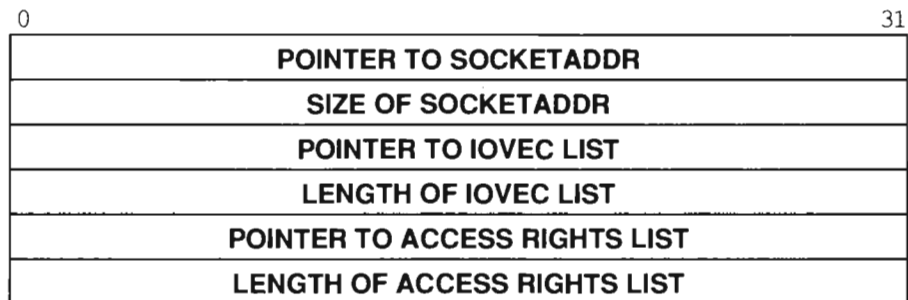 0 31
POINTER TO SOCKETADDR
SIZE OF SOCKETADDR
POINTER TO IOVEC LIST
LENGTH OF IOVEC LIST
POINTER TO ACCESS RIGHTS LIST
LENGTH OF ACCESS RIGHTS LIST